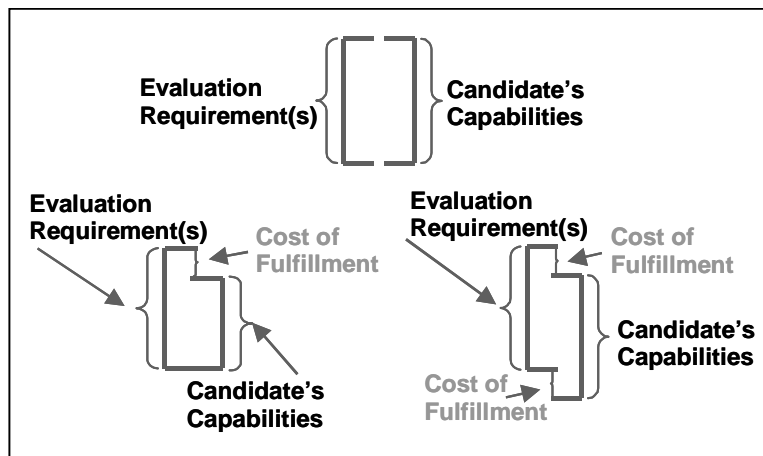 Evaluation
Requirement(s)
Candidate's
Capabilities
Evaluation
Requirement(s)
Cost of
Fulfillment
Candidate's
Capabilities
Evaluation
Requirement(s)
Cost of
Fulfillment
Candidate's
Capabilities
Cost of
Fulfillment